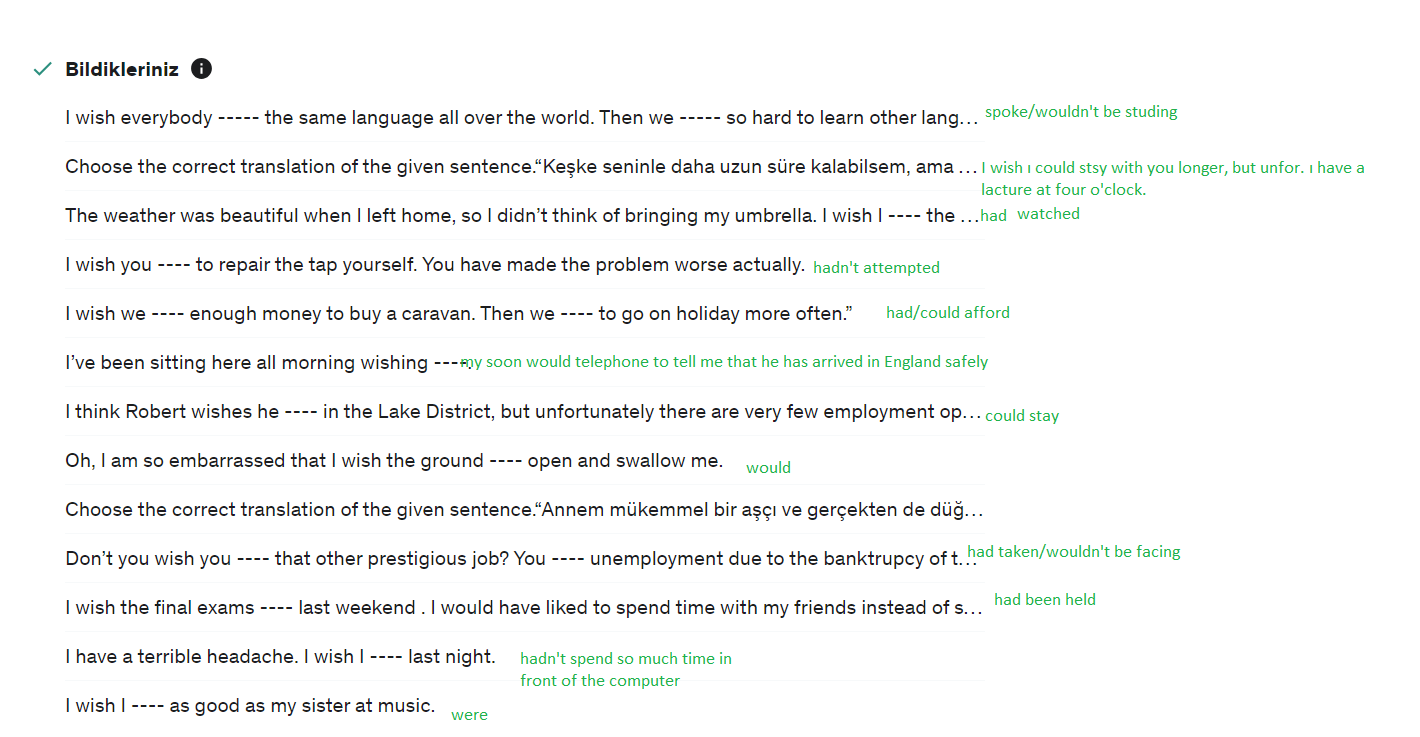 Bildikleriniz i
I wish everybody ----- the same language all over the world. Then we ----- so hard to learn other lang… spoke/wouldn't be studing
Choose the correct translation of the given sentence.“Keşke seninle daha uzun süre kalabilsem, ama … I wish ı could stsy with you longer, but unfor. ı have a
lacture at four o'clock.
The weather was beautiful when I left home, so I didn’t think of bringing my umbrella. I wish I ---- the … had watched
I wish you ---- to repair the tap yourself. You have made the problem worse actually. hadn't attempted
I wish we ---- enough money to buy a caravan. Then we ---- to go on holiday more often.” had/could afford
I’ve been sitting here all morning wishing ----. my soon would telephone to tell me that he has arrived in England safely
I think Robert wishes he ---- in the Lake District, but unfortunately there are very few employment op… could stay
Oh, I am so embarrassed that I wish the ground ---- open and swallow me. would
Choose the correct translation of the given sentence.“Annem mükemmel bir aşçı ve gerçekten de düğ…
Don’t you wish you ---- that other prestigious job? You ---- unemployment due to the banktrupcy of t… had taken/wouldn't be facing
I wish the final exams ---- last weekend . I would have liked to spend time with my friends instead of s… had been held
I have a terrible headache. I wish I ---- last night. hadn't spend so much time in
front of the computer
I wish I ---- as good as my sister at music. were